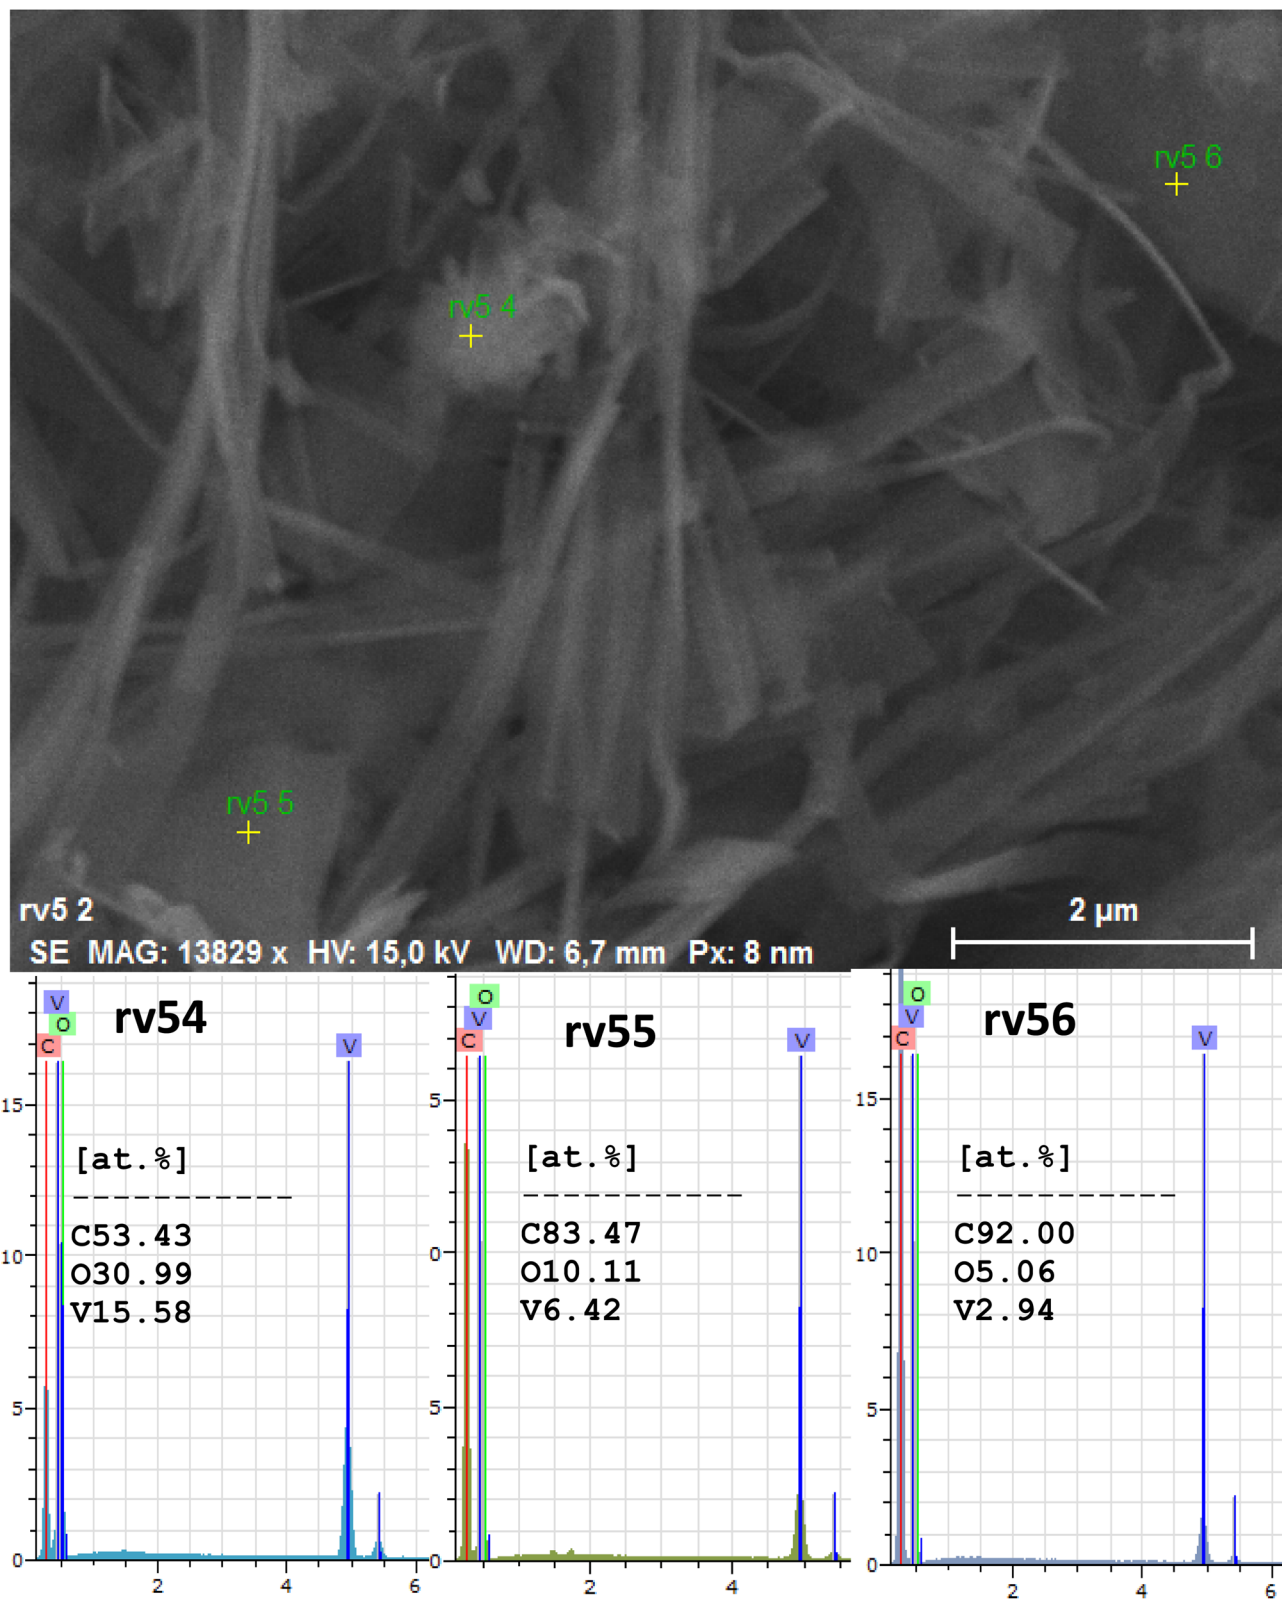 rv5 6
rv5 4
rv5 5
rv5 2
2 µm
SE MAG: 13829 x HV: 15,0 kV WD: 6,7 mm Px: 8 nm
V
O
C
rv54
V
15
10
5
0
[at.%]
-----------
C53.43
O30.99
V15.58
2 4 6
O
V
C
rv55
V
5
0
5
0
[at.%]
-----------
C83.47
O10.11
V6.42
2 4
O
V
C
rv56
V
15
10
5
0
[at.%]
-----------
C92.00
O5.06
V2.94
2 4 6